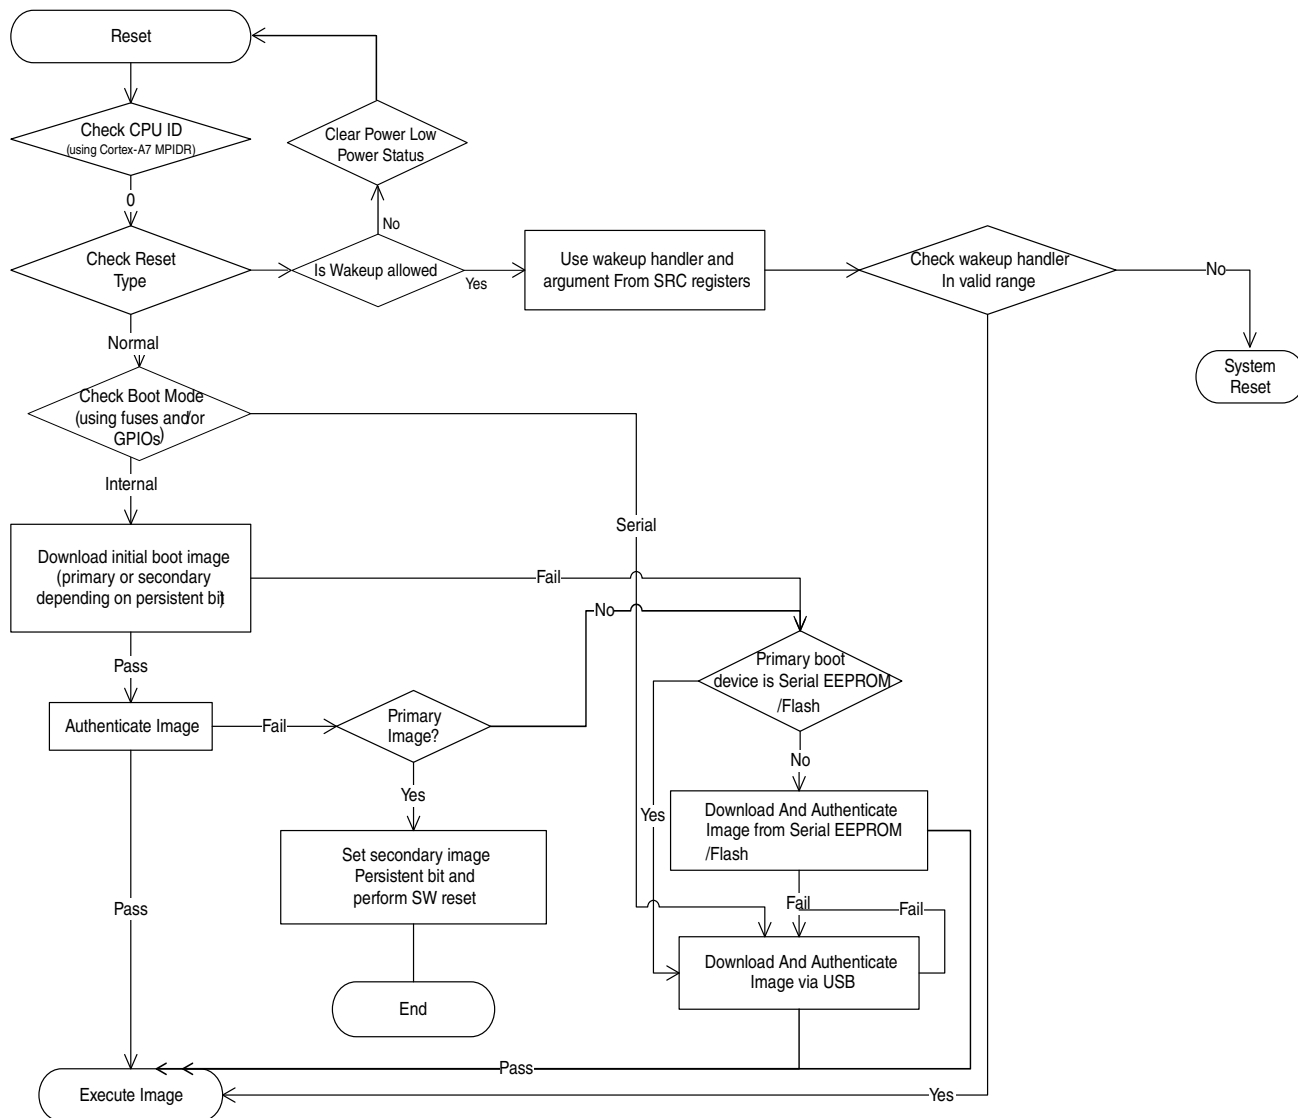 Reset
Check CPU ID
(using Cortex-A7 MPIDR)
0
Clear Power Low
Power Status
No
Check Reset
Type
Is Wakeup allowed
Yes
Use wakeup handler and
argument From SRC registers
Check wakeup handler
In valid range
No
System
Reset
Normal
Check Boot Mode
(using fuses and/or
GPIOs)
Internal
Serial
Download initial boot image
(primary or secondary
depending on persistent bit)
Fail
No
Pass
Primary boot
device is Serial EEPROM
/Flash
Authenticate Image
Fail
Primary
Image?
No
Yes
Yes
Download And Authenticate
Image from Serial EEPROM
/Flash
Set secondary image
Persistent bit and
perform SW reset
Pass
Fail
Fail
Download And Authenticate
Image via USB
End
Pass
Execute Image
Yes